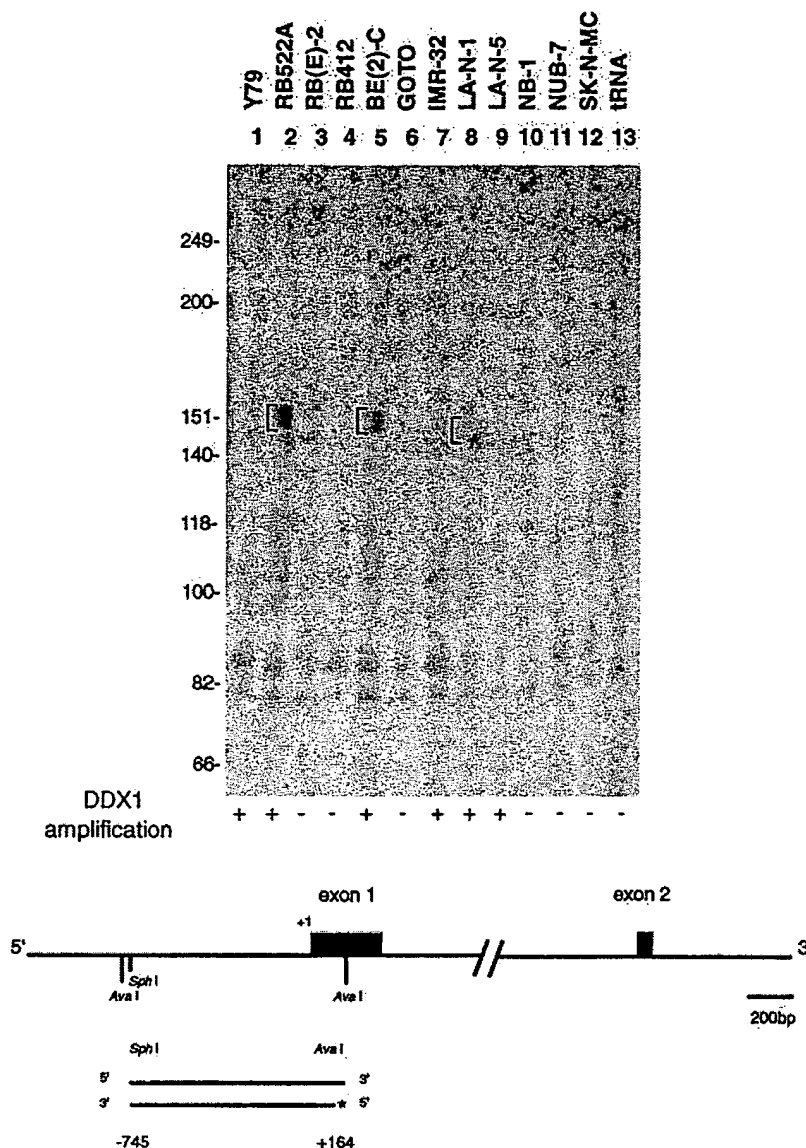 Y79 RB522A RB(E)-2 RB412 BE(2)-C GOTO IMR-32 LA-N-1 LA-N-5 NB-1 NUB-7 SK-N-MC tRNA
1 2 3 4 5 6 7 8 9 10 11 12 13
249-
200-
151-
140-
118-
100-
82-
66-
DDX1
amplification
+ + - - + - + + + - - - -
exon 1 exon 2
+1
5' 3'
Sph I
Ava I Ava I
200bp
Sph I Ava I
5' 3'
3' * 5'
-745 +164